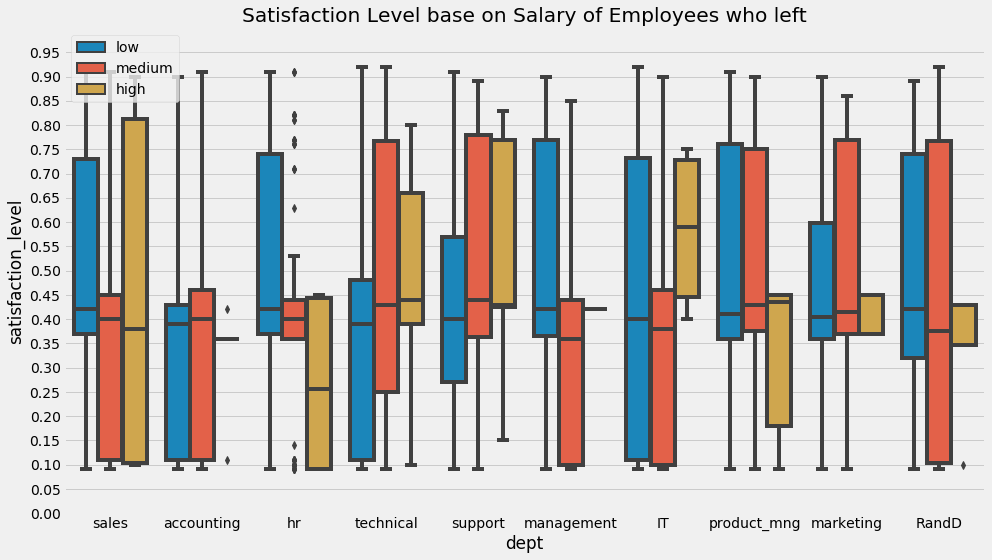 Satisfaction Level base on Salary of Employees who left
low
medium
high
0.95
0.90
0.85
0.80
0.75
0.70
0.65
0.60
0.55
0.50
0.45
0.40
0.35
0.30
0.25
0.20
0.15
0.10
0.05
0.00
satisfaction_level
sales accounting hr technical support management IT product_mng marketing RandD
dept